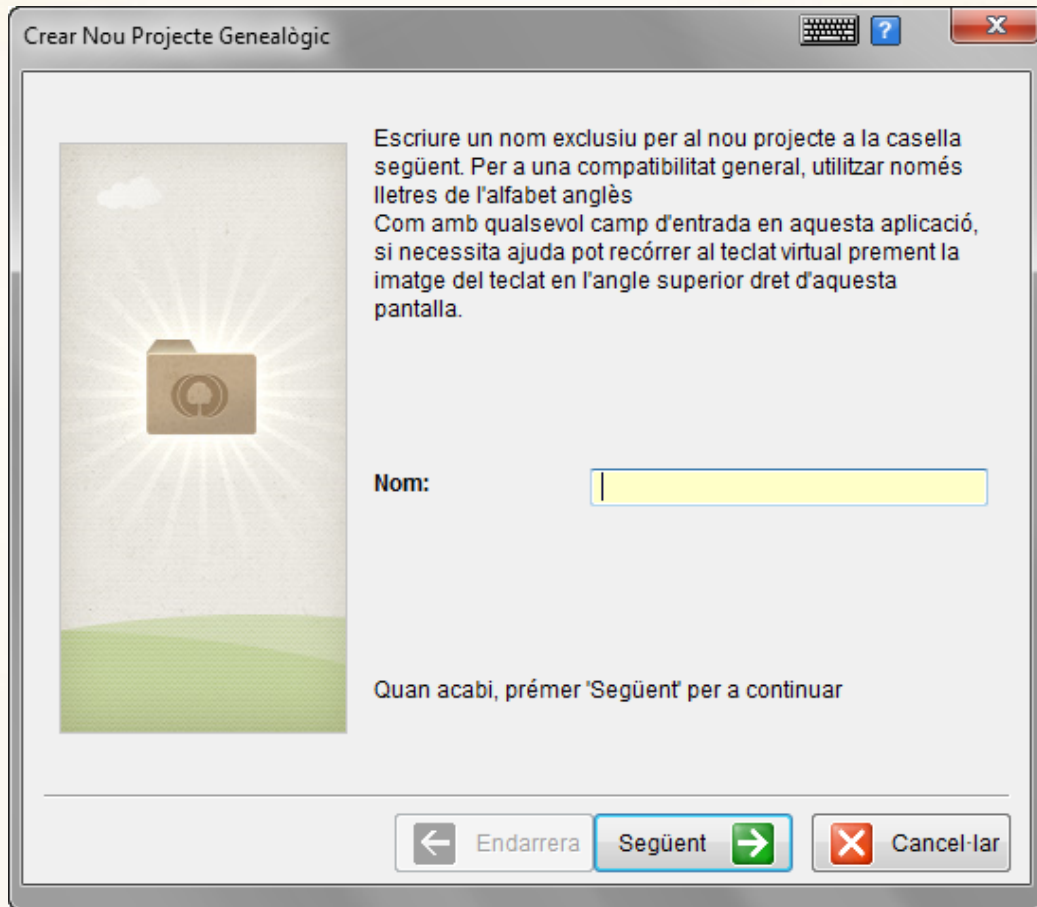 Crear Nou Projecte Genealògic
?
X
Escriure un nom exclusiu per al nou projecte a la casella
següent. Per a una compatibilitat general, utilitzar només
lletres de l'alfabet anglès
Com amb qualsevol camp d'entrada en aquesta aplicació,
si necessita ajuda pot recórrer al teclat virtual prement la
imatge del teclat en l'angle superior dret d'aquesta
pantalla.
Nom:
Quan acabi, prémer 'Següent' per a continuar
Endarrera
Següent
Cancel·lar